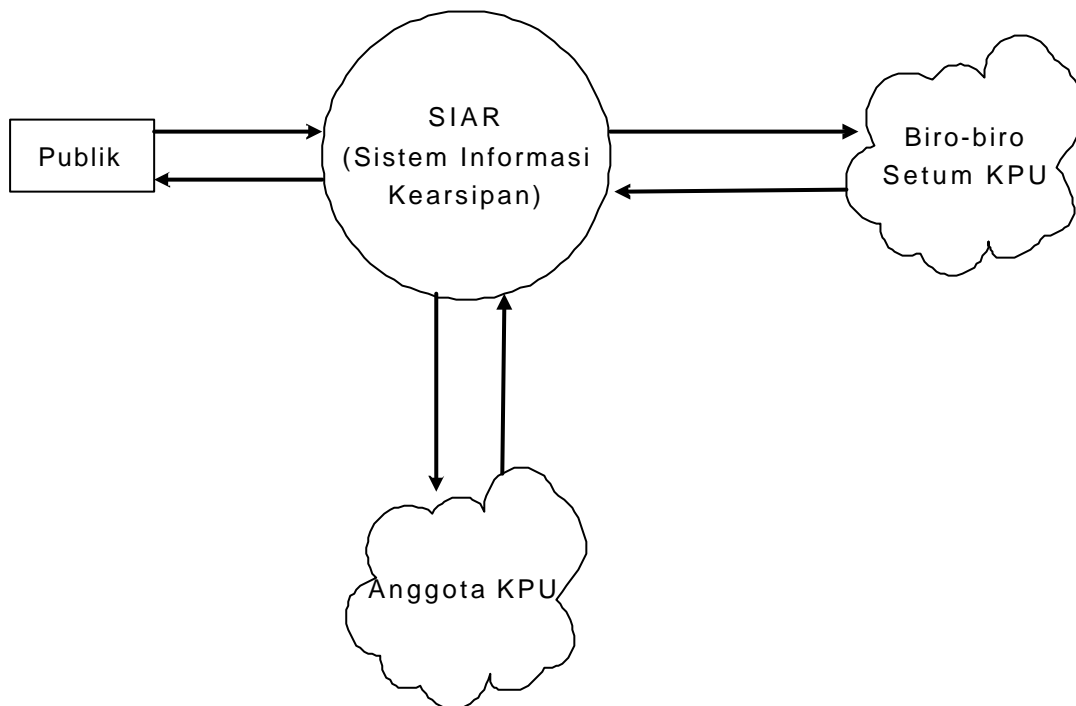 Publik
SIAR
(Sistem Informasi
Kearsipan)
Biro-biro
Setum KPU
Anggota KPU